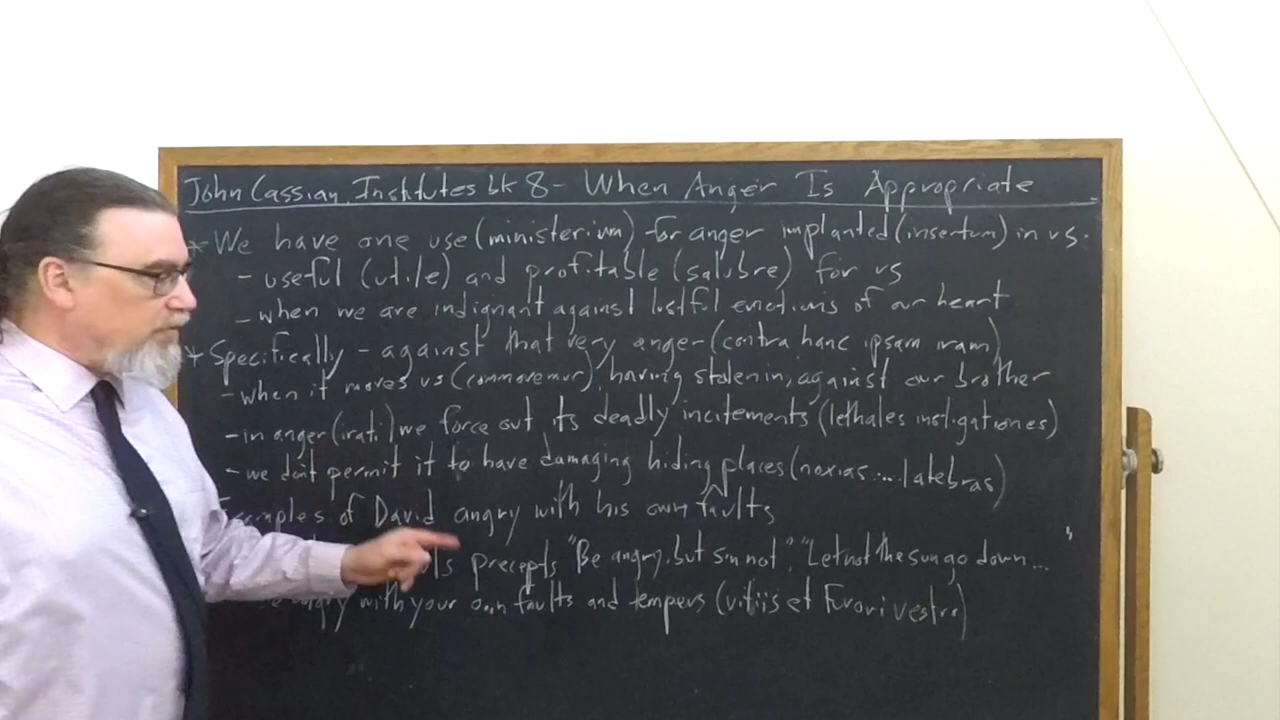 John Cassian, Institutes bk 8 - When Anger Is Appropriate
* We have one use (ministerium) for anger implanted (insertum) in us.
- useful (utile) and profitable (salubre) for us
- when we are indignant against lustful emotions of our heart
* Specifically - against that very anger (contra hanc ipsam iram)
- when it moves us (commovemur), having stolen in, against our brother
- in anger (irati) we force out its deadly incitements (lethales instigationes)
- we don't permit it to have damaging hiding places (noxias .... latebras)
of David angry with his own faults
precepts "Be angry, but sin not", "Let not the sun go down..."
angry with your own faults and tempers (vitiis et furori vestro)